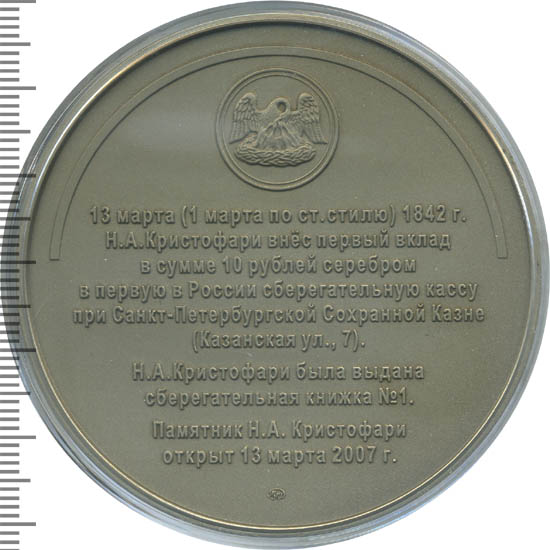 13 марта (1 марта по ст.стилю) 1842 г.
Н.А.Кристофари внёс первый вклад
в сумме 10 рублей серебром
в первую в России сберегательную кассу
при Санкт-Петербургской Сохранной Казне
(Казанская ул., 7).
Н.А.Кристофари была выдана
сберегательная книжка №1.
Памятник Н.А. Кристофари
открыт 13 марта 2007 г.